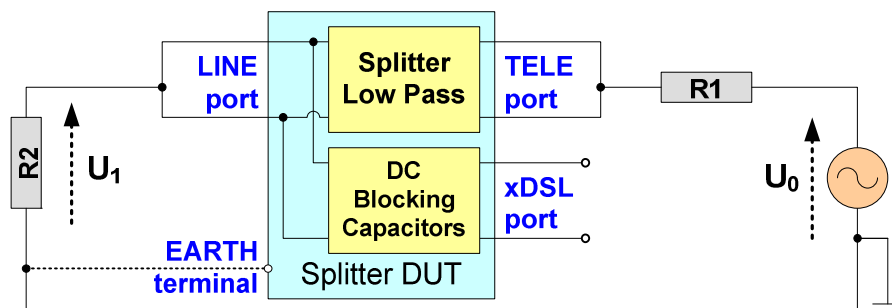 LINE
port
Splitter
Low Pass
TELE
port
R1
R2
U1
DC
Blocking
Capacitors
xDSL
port
U0
EARTH
terminal
Splitter DUT